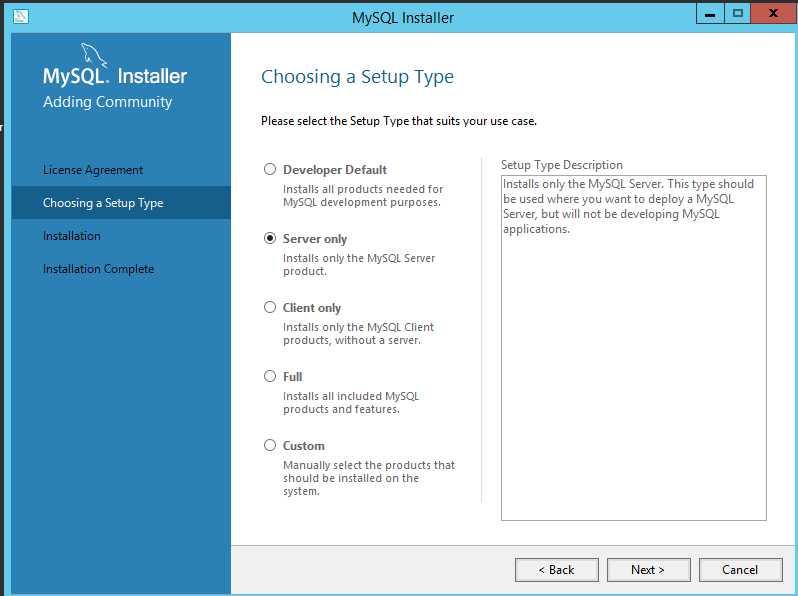 MySQL Installer
MySQL. Installer
Adding Community
License Agreement
Choosing a Setup Type
Installation
Installation Complete
Choosing a Setup Type
Please select the Setup Type that suits your use case.
Developer Default
Installs all products needed for
MySQL development purposes.
Server only
Installs only the MySQL Server
product.
Client only
Installs only the MySQL Client
products, without a server.
Full
Installs all included MySQL
products and features.
Custom
Manually select the products that
should be installed on the
system.
Setup Type Description
Installs only the MySQL Server. This type should
be used where you want to deploy a MySQL
Server, but will not be developing MySQL
applications.
< Back
Next >
Cancel